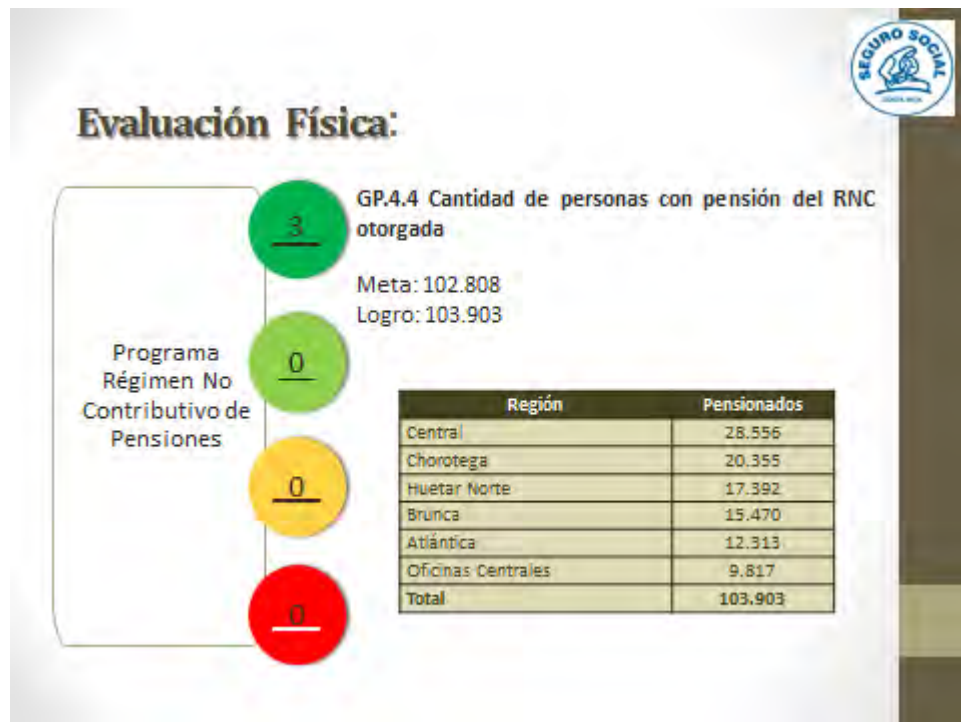 SEGURO SOCIAL
COSTA RICA
Evaluación Física:
3
GP.4.4 Cantidad de personas con pensión del RNC
otorgada
Meta: 102.808
Logro: 103.903
Programa
Régimen No
Contributivo de
Pensiones
0
0
0
Región Pensionados
Central 28.556
Chorotega 20.355
Huetar Norte 17.392
Brunca 15.470
Atlántica 12.313
Oficinas Centrales 9.817
Total 103.903